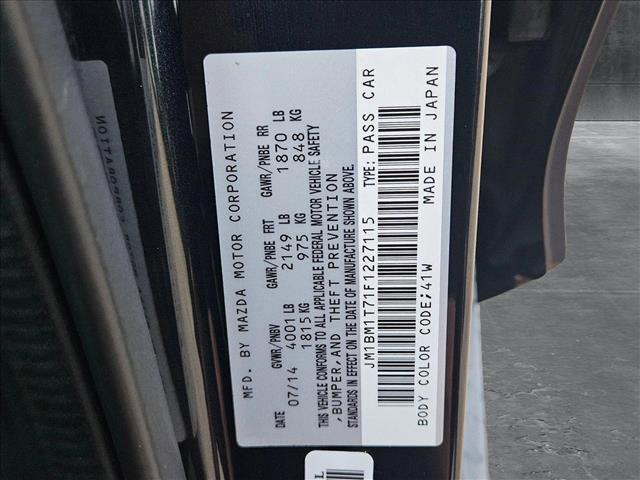 MFD. BY MAZDA MOTOR CORPORATION
DATE GVWR/PNBV GAWR/PNBE FRT GAWR/PNBE RR
07/14 4001 LB 2149 LB 1870 LB
1815 KG 975 KG 848 KG
THIS VEHICLE CONFORMS TO ALL APPLICABLE FEDERAL MOTOR VEHICLE SAFETY
,BUMPER,AND THEFT PREVENTION
STANDARDS IN EFFECT ON THE DATE OF MANUFACTURE SHOWN ABOVE.
JM1BM1T71F1227115 TYPE: PASS CAR
BODY COLOR CODE;41W MADE IN JAPAN